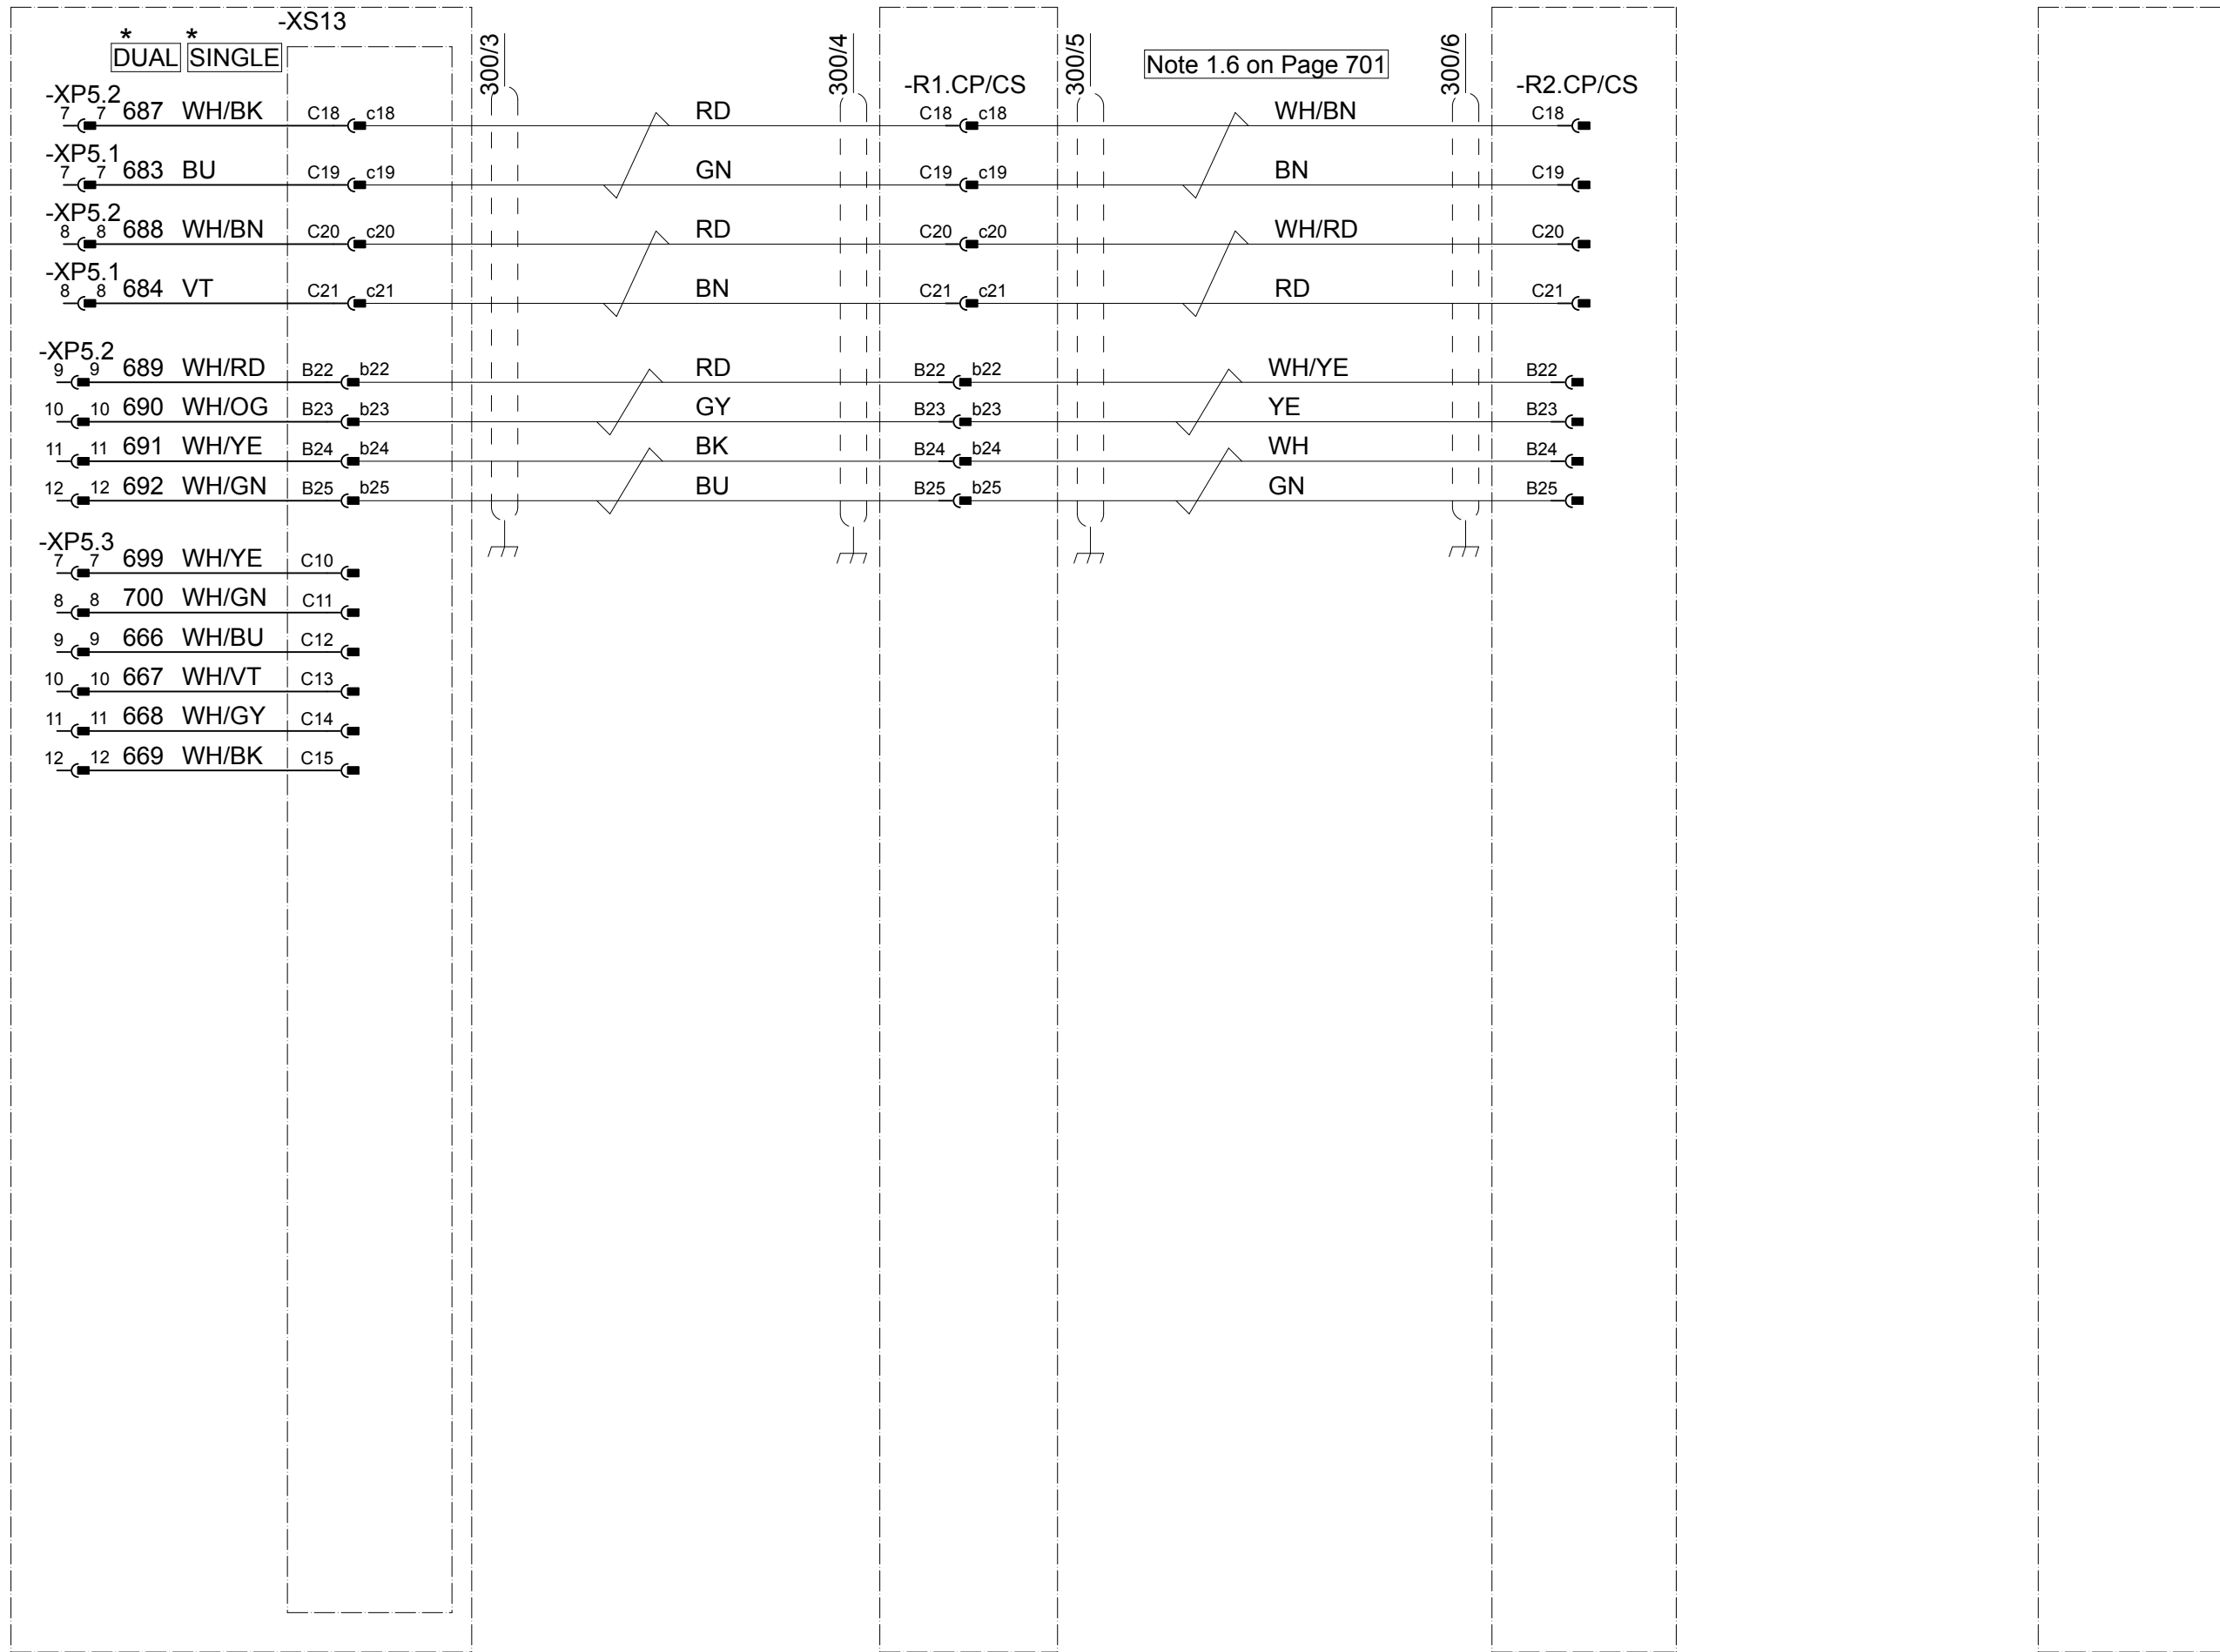 -XS13
* *
DUAL SINGLE
300/3 300/4 300/5 300/6
Note 1.6 on Page 701
-R1.CP/CS -R2.CP/CS
-XP5.2
7 7 687 WH/BK C18 c18 RD C18 c18 WH/BN C18
-XP5.1
7 7 683 BU C19 c19 GN C19 c19 BN C19
-XP5.2
8 8 688 WH/BN C20 c20 RD C20 c20 WH/RD C20
-XP5.1
8 8 684 VT C21 c21 BN C21 c21 RD C21
-XP5.2
9 9 689 WH/RD B22 b22 RD B22 b22 WH/YE B22
10 10 690 WH/OG B23 b23 GY B23 b23 YE B23
11 11 691 WH/YE B24 b24 BK B24 b24 WH B24
12 12 692 WH/GN B25 b25 BU B25 b25 GN B25
-XP5.3
7 7 699 WH/YE C10
8 8 700 WH/GN C11
9 9 666 WH/BU C12
10 10 667 WH/VT C13
11 11 668 WH/GY C14
12 12 669 WH/BK C15